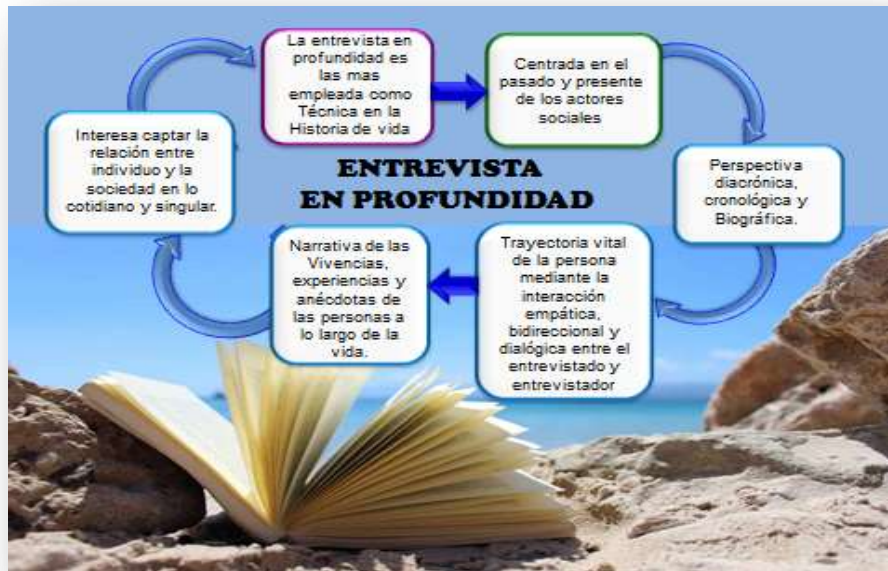 La entrevista en
profundidad es
las mas
empleada como
Técnica en la
Historia de vida
Centrada en el
pasado y presente
de los actores
sociales
Perspectiva
diacrónica,
cronológica y
Biográfica.
Trayectoria vital
de la persona
mediante la
interacción
empática,
bidireccional y
dialógica entre el
entrevistado y
entrevistador
Narrativa de las
Vivencias,
experiencias y
anécdotas de
las personas a
lo largo de la
vida.
Interesa captar la
relación entre
individuo y la
sociedad en lo
cotidiano y singular.
ENTREVISTA
EN PROFUNDIDAD